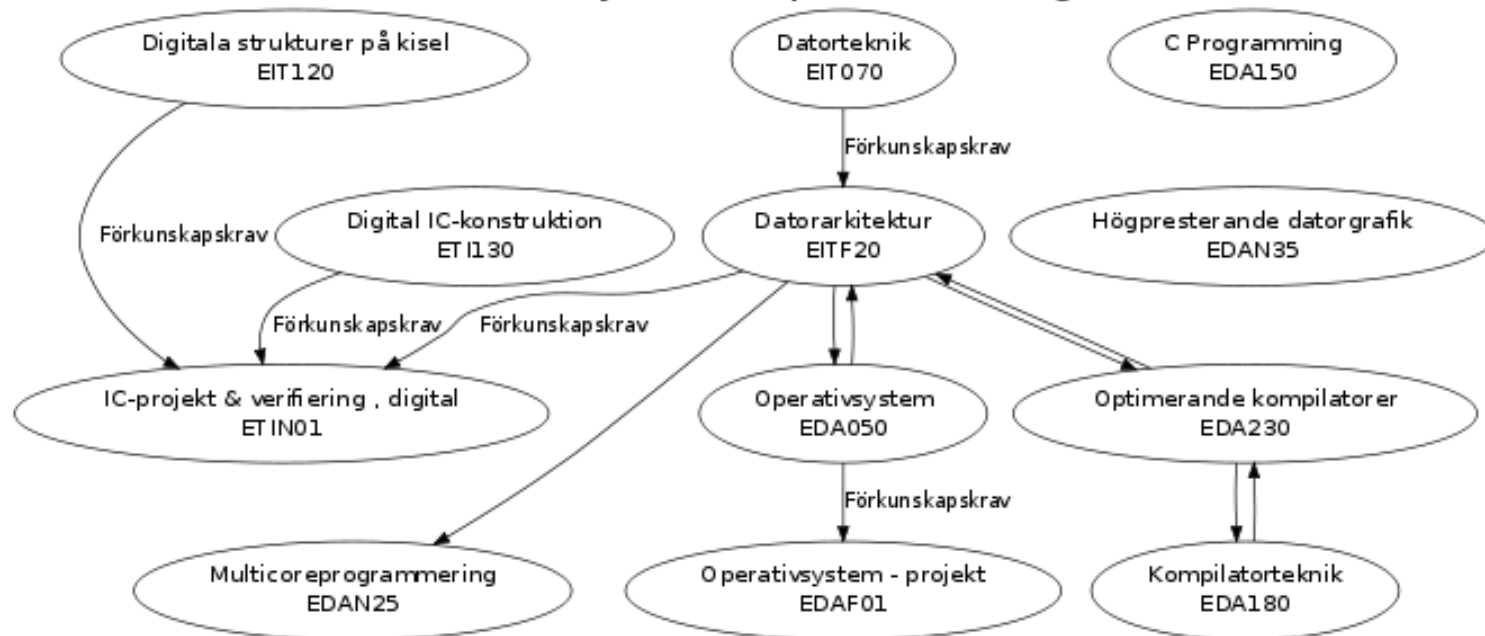 Digitala strukturer på kisel
EIT120
Datorteknik
EIT070
C Programming
EDA150
Förkunskapskrav
Digital IC-konstruktion
ETI130
Datorarkitektur
EITF20
Högpresterande datorgrafik
EDAN35
Förkunskapskrav
Förkunskapskrav
Förkunskapskrav
IC-projekt & verifiering , digital
ETIN01
Operativsystem
EDA050
Optimerande kompilatorer
EDA230
Förkunskapskrav
Multicoreprogrammering
EDAN25
Operativsystem - projekt
EDAF01
Kompilatorteknik
EDA180